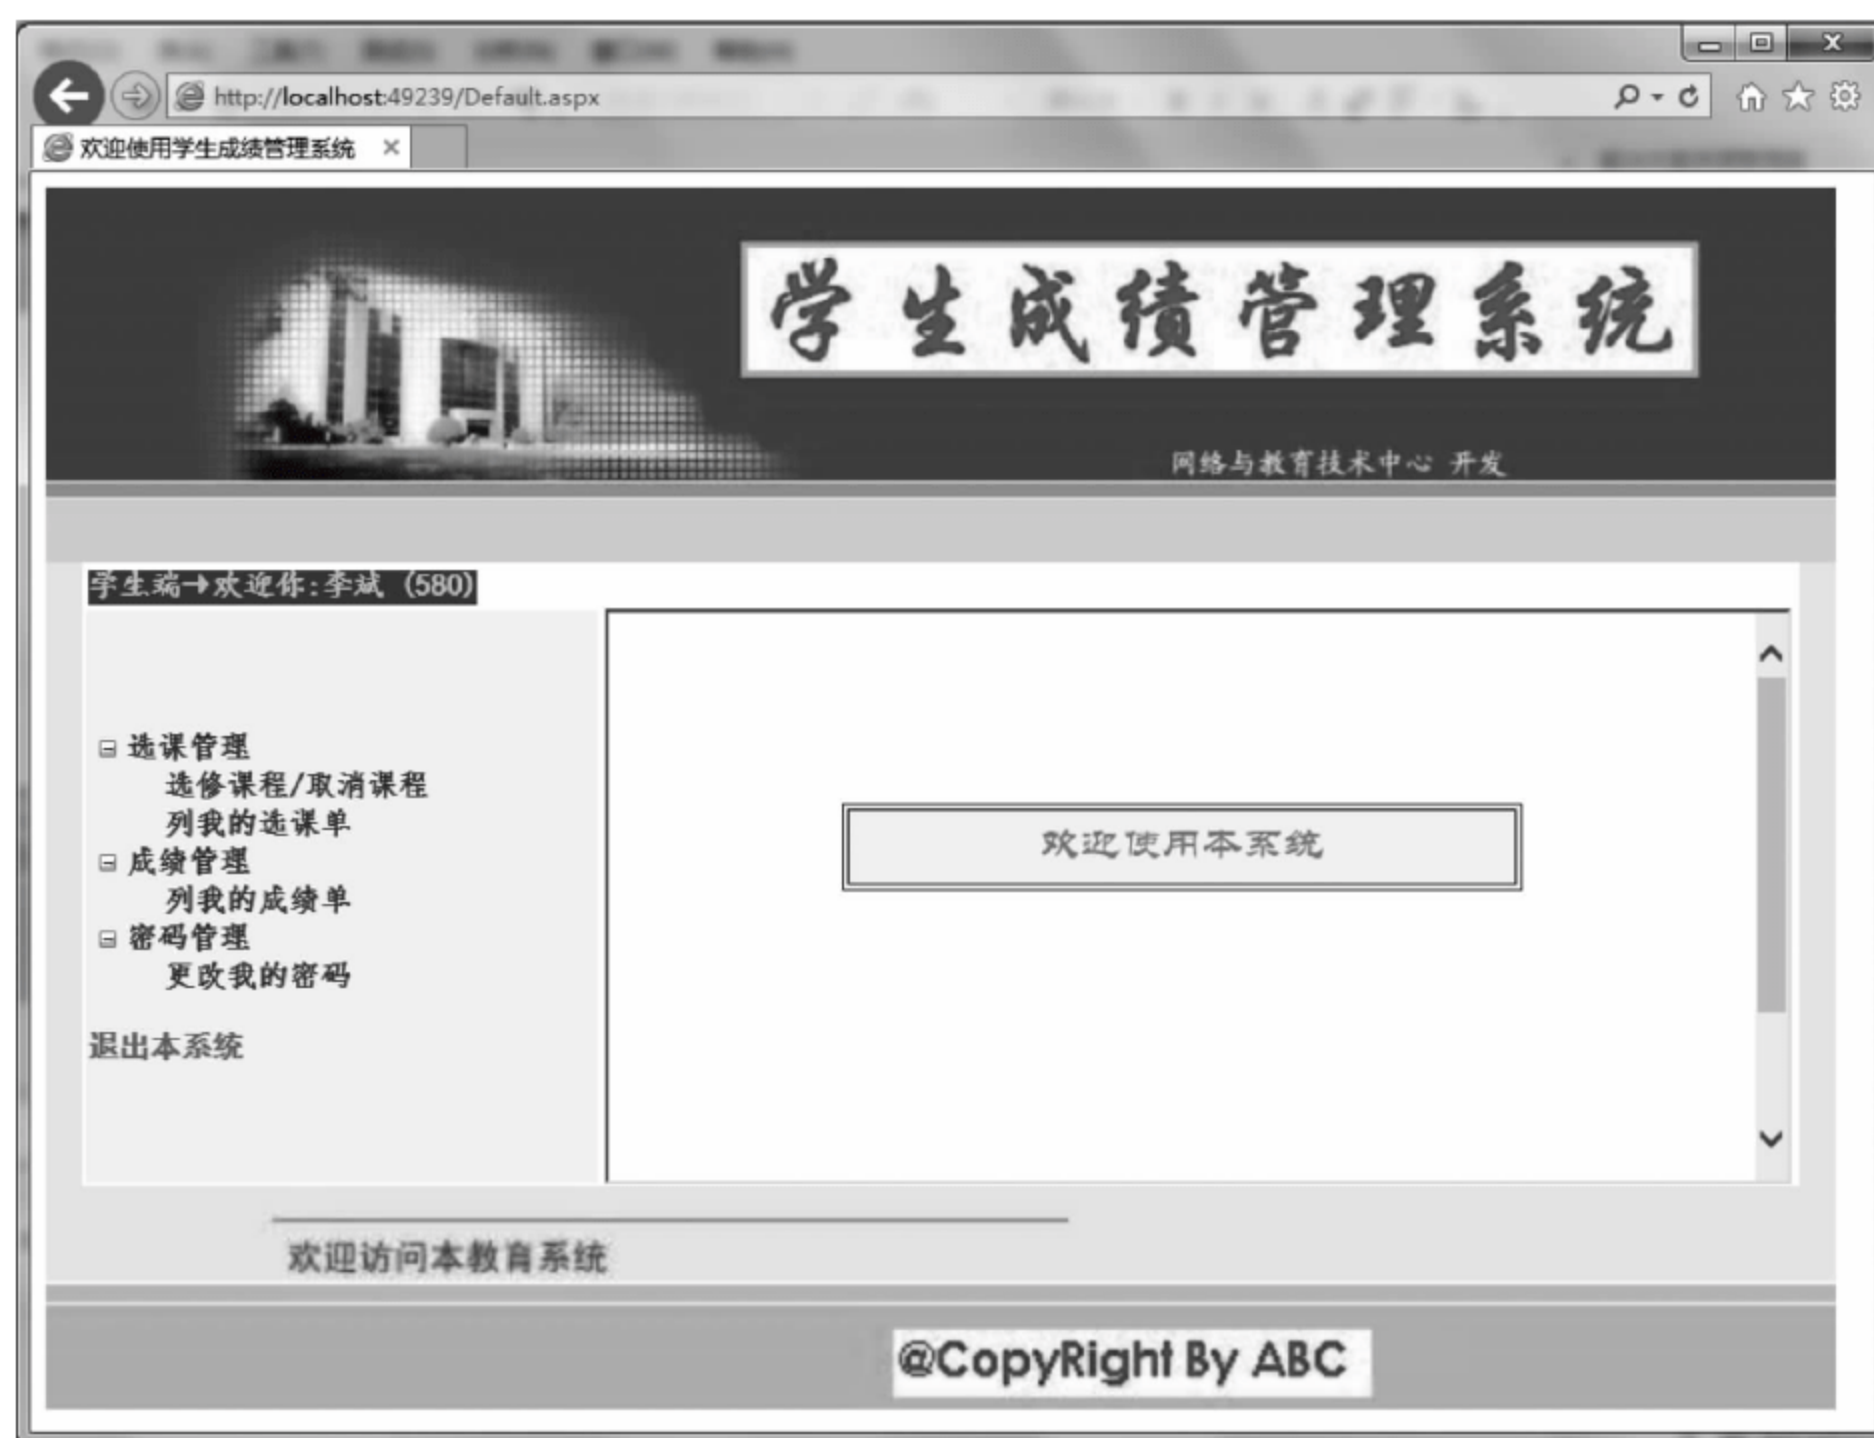 http://localhost:49239/Default.aspx
欢迎使用学生成绩管理系统
学生成绩管理系统
网络与教育技术中心 开发
学生端→欢迎你:李斌 (580)
选课管理
选修课程/取消课程
列我的选课单
成绩管理
列我的成绩单
密码管理
更改我的密码
退出本系统
欢迎使用本系统
欢迎访问本教育系统
@CopyRight By ABC